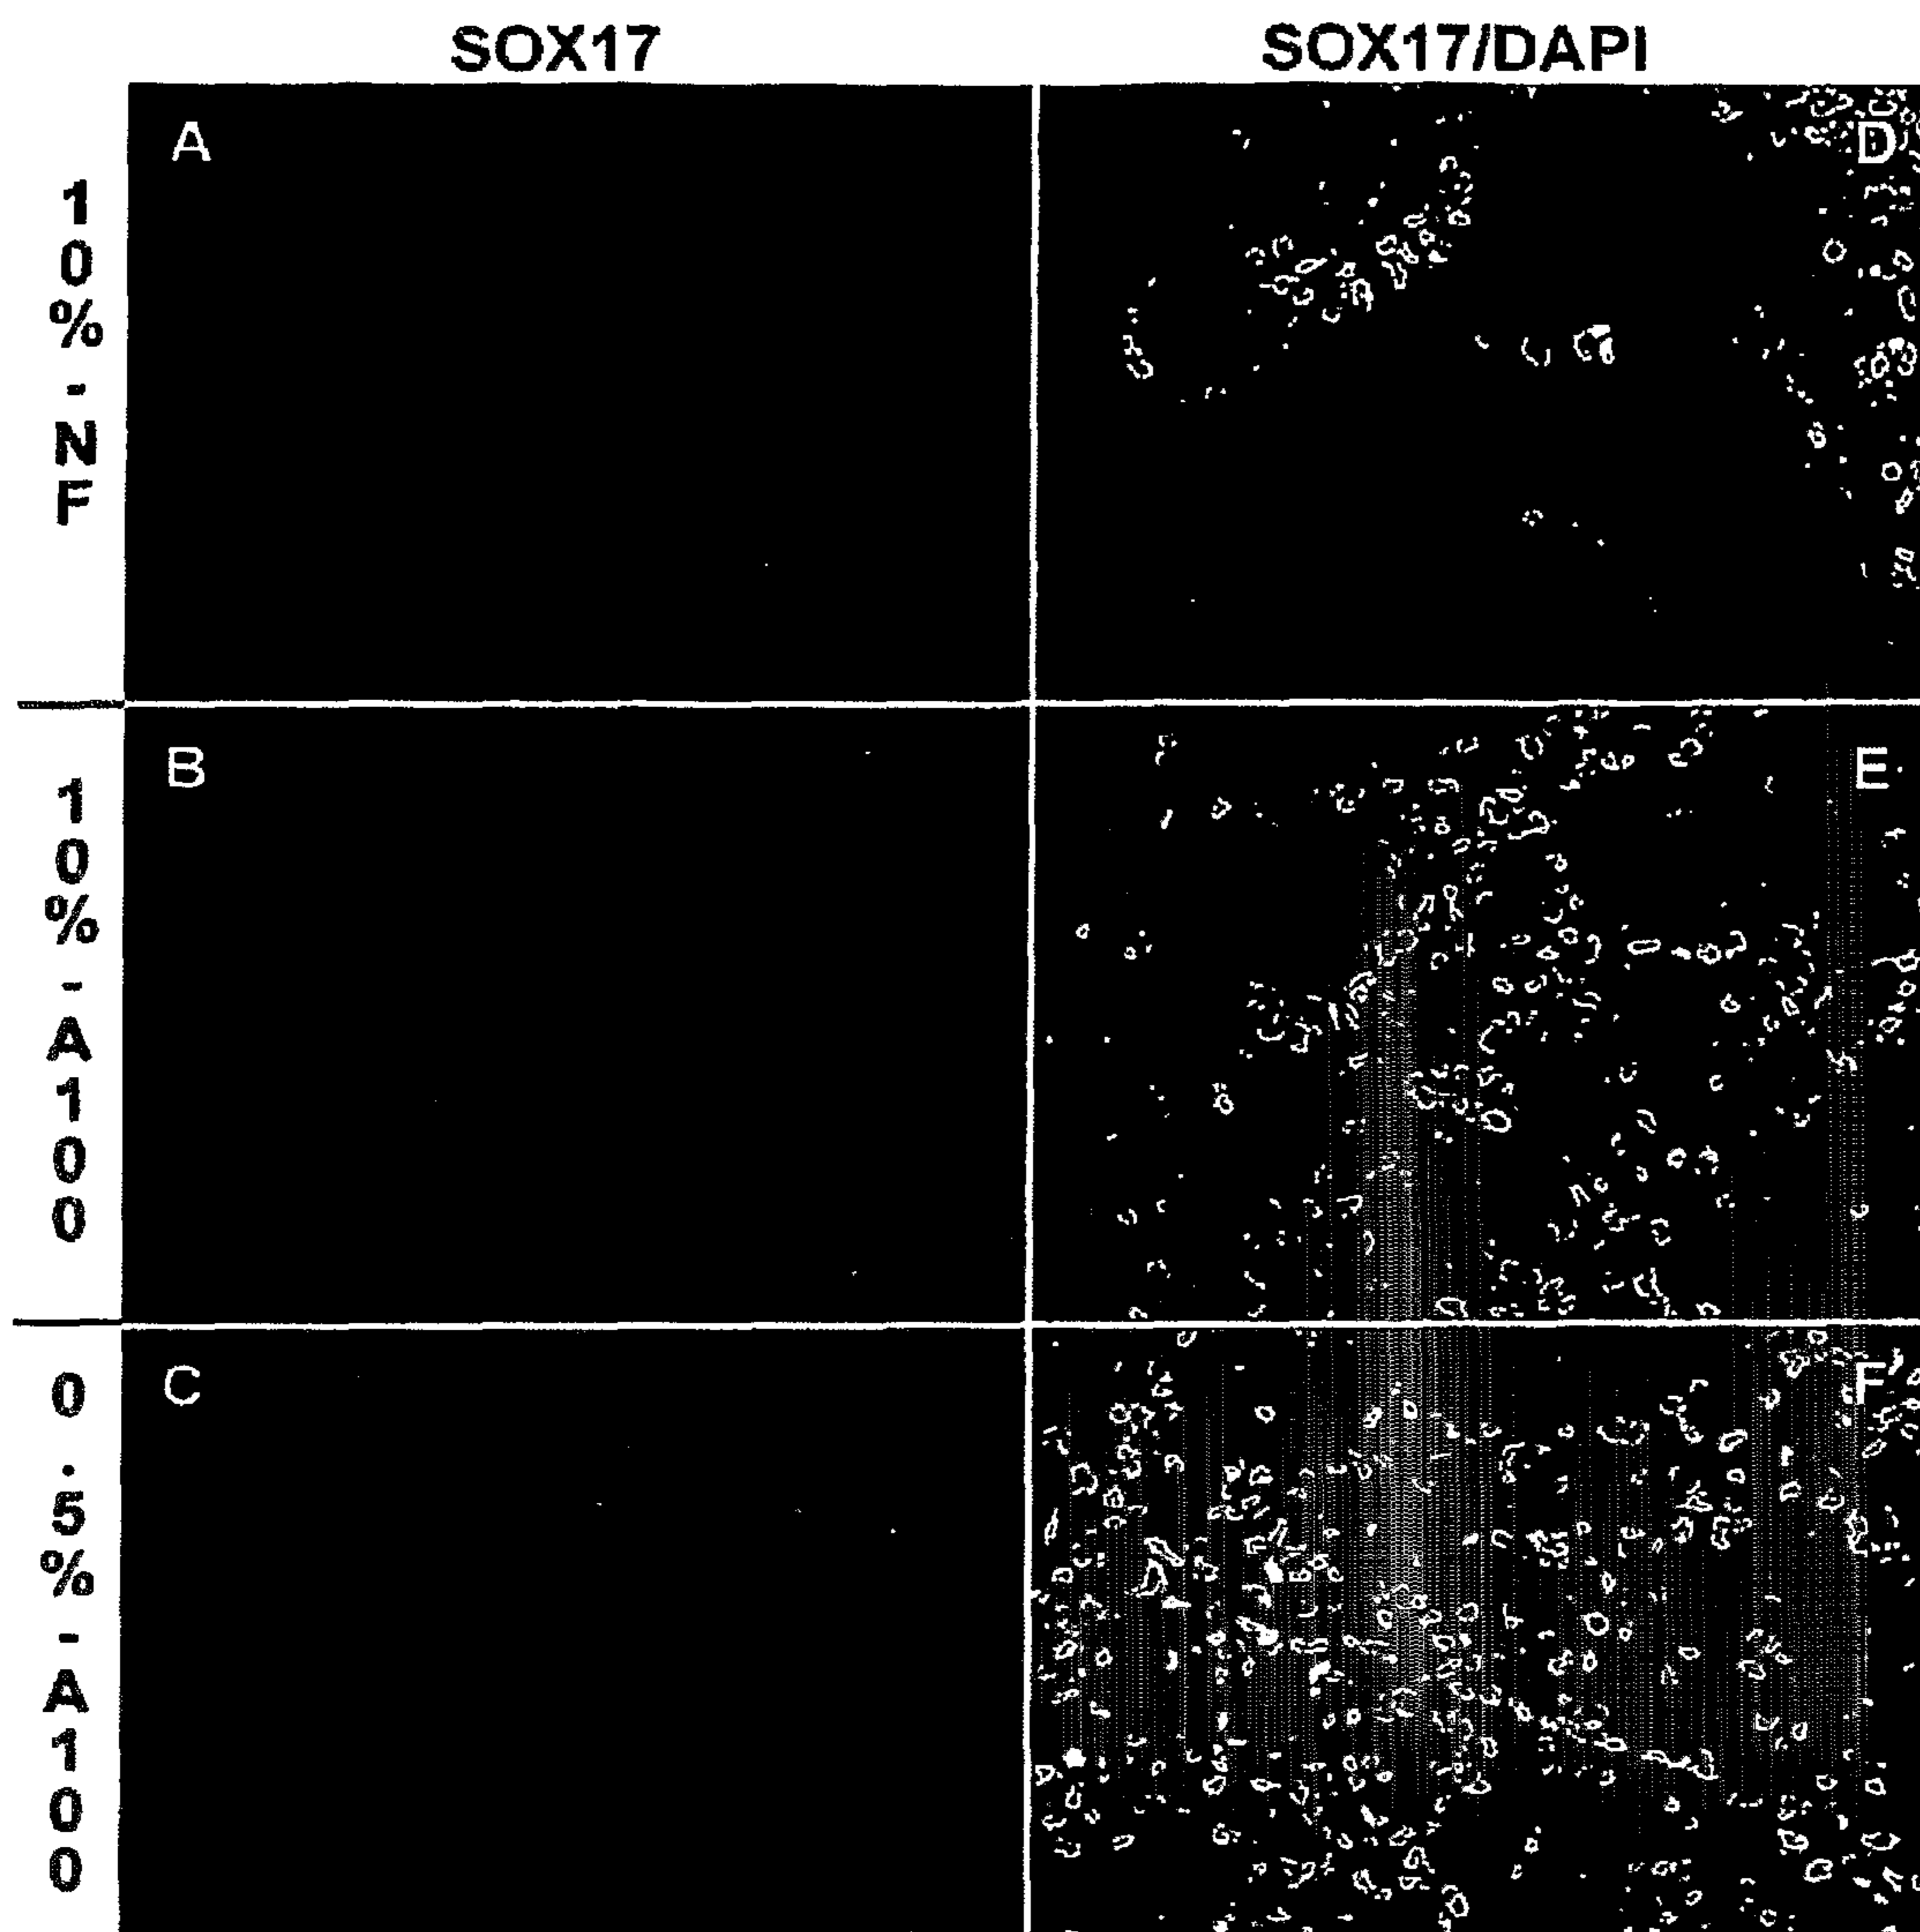 SOX17 SOX17/DAPI
10%-NF
A D
10%-A100
B E
0.5%-A100
C F